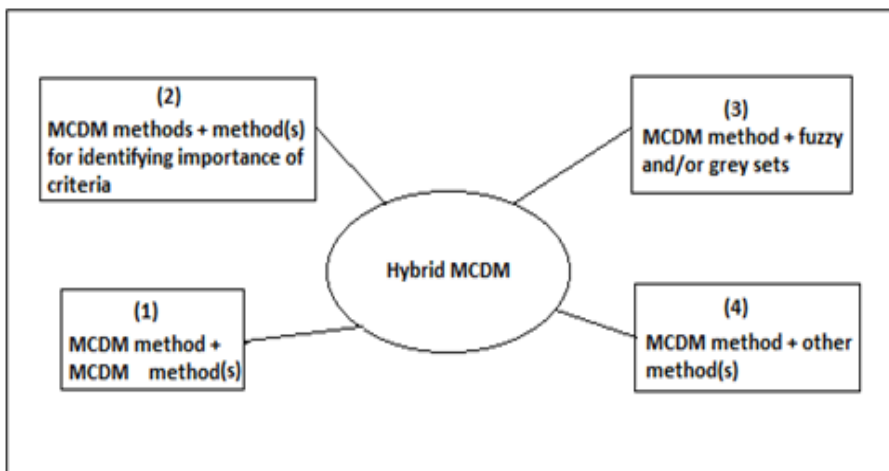 (2)
MCDM methods + method(s)
for identifying importance of
criteria
(3)
MCDM method + fuzzy
and/or grey sets
Hybrid MCDM
(1)
MCDM method +
MCDM method(s)
(4)
MCDM method + other
method(s)